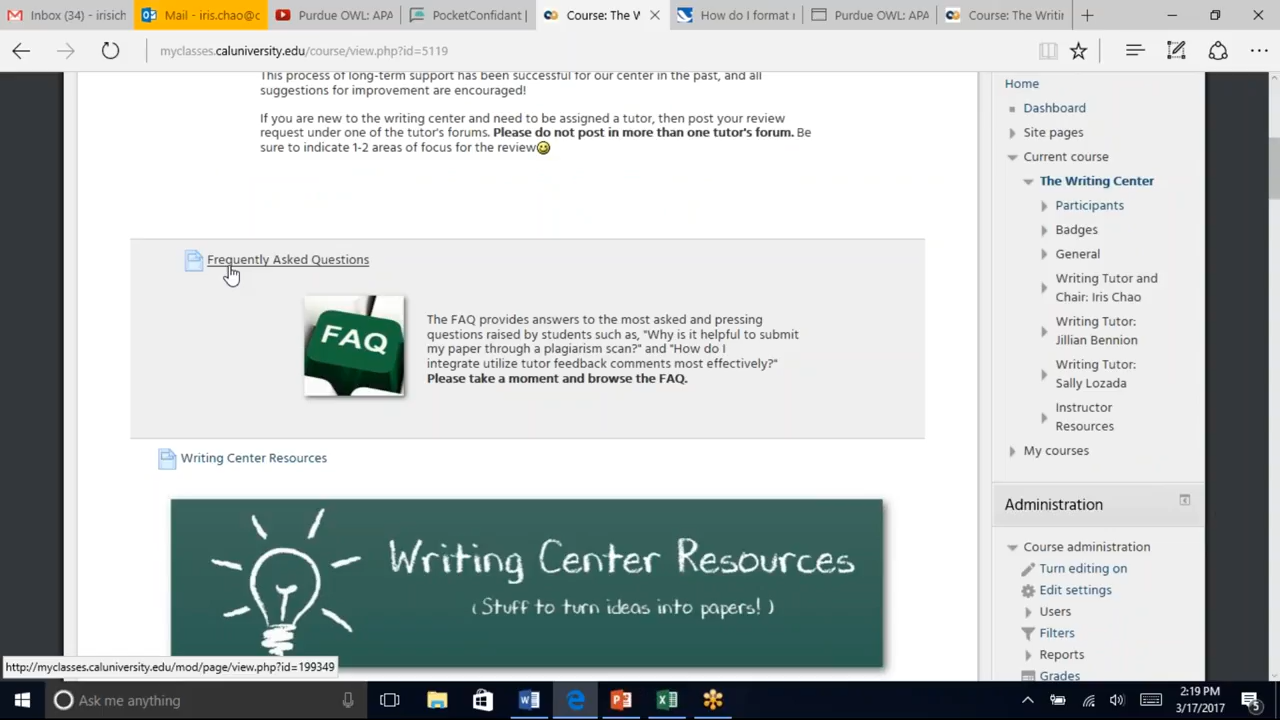 Inbox (34) - irisich
Mail - iris.chao@c
Purdue OWL: APA
PocketConfidant |
Course: The W
How do I format
Purdue OWL: APA
Course: The Writin
myclasses.caluniversity.edu/course/view.php?id=5119
This process of long-term support has been successful for our center in the past, and all
suggestions for improvement are encouraged!
If you are new to the writing center and need to be assigned a tutor, then post your review
request under one of the tutor's forums. Please do not post in more than one tutor's forum. Be
sure to indicate 1-2 areas of focus for the review
Frequently Asked Questions
FAQ
The FAQ provides answers to the most asked and pressing
questions raised by students such as, "Why is it helpful to submit
my paper through a plagiarism scan?" and "How do I
integrate utilize tutor feedback comments most effectively?"
Please take a moment and browse the FAQ.
Writing Center Resources
Writing Center Resources
(Stuff to turn ideas into papers!)
Home
Dashboard
Site pages
Current course
The Writing Center
Participants
Badges
General
Writing Tutor and
Chair: Iris Chao
Writing Tutor:
Jillian Bennion
Writing Tutor:
Sally Lozada
Instructor
Resources
My courses
Administration
Course administration
Turn editing on
Edit settings
Users
Filters
Reports
Grades
http://myclasses.caluniversity.edu/mod/page/view.php?id=199349
Ask me anything
2:19 PM
3/17/2017
5